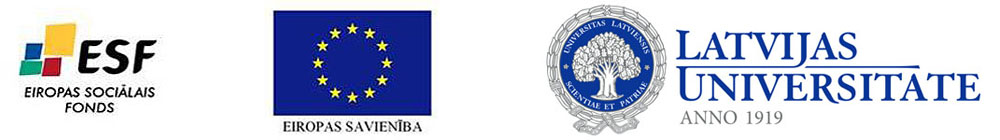 ESF
EIROPAS SOCIĀLAIS
FONDS
EIROPAS SAVIENĪBA
UNIVERSITAS LATVIENSIS
SCIENTIAE ET PATRIAE
LATVIJAS
UNIVERSITĀTE
ANNO 1919